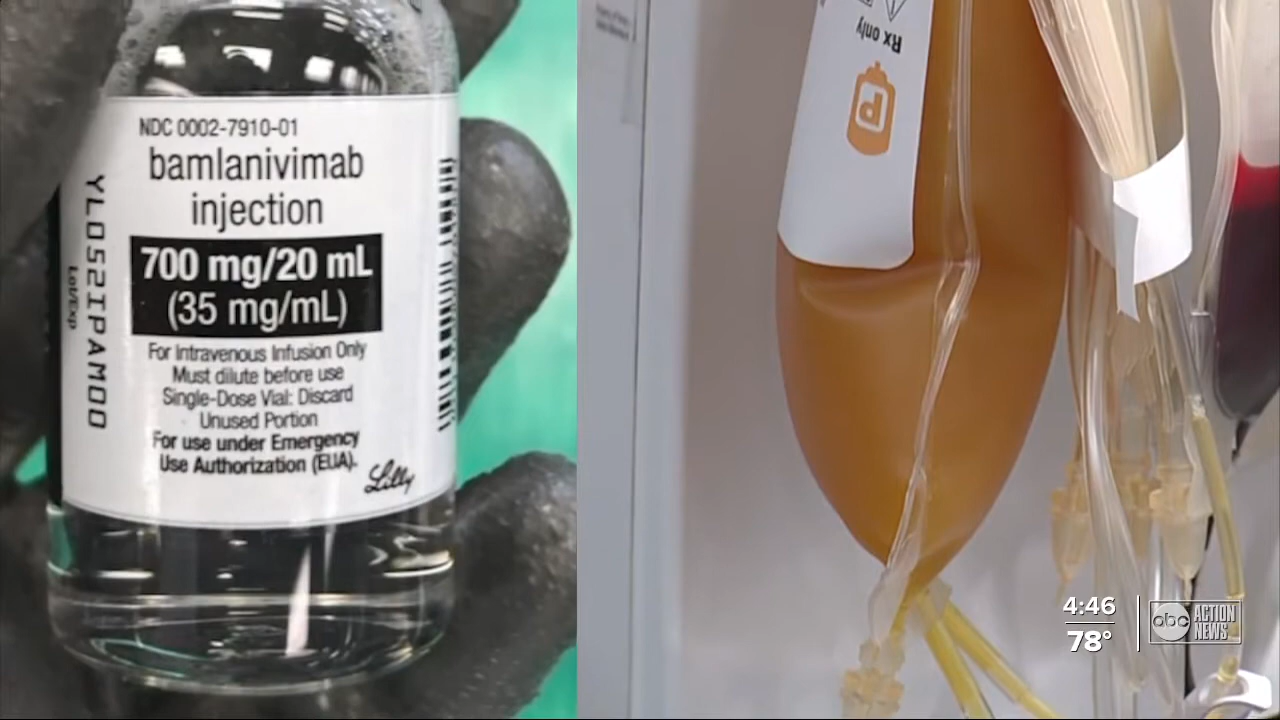 NDC 0002-7910-01
bamlanivimab
injection
700 mg/20 mL
(35 mg/mL)
For Intravenous Infusion Only
Must dilute before use
Single-Dose Vial: Discard
Unused Portion
For use under Emergency
Use Authorization (EUA).
Lilly
YL052IPAM00
Lot/Exp
Rx only
4:46
78°
abc
ACTION
NEWS